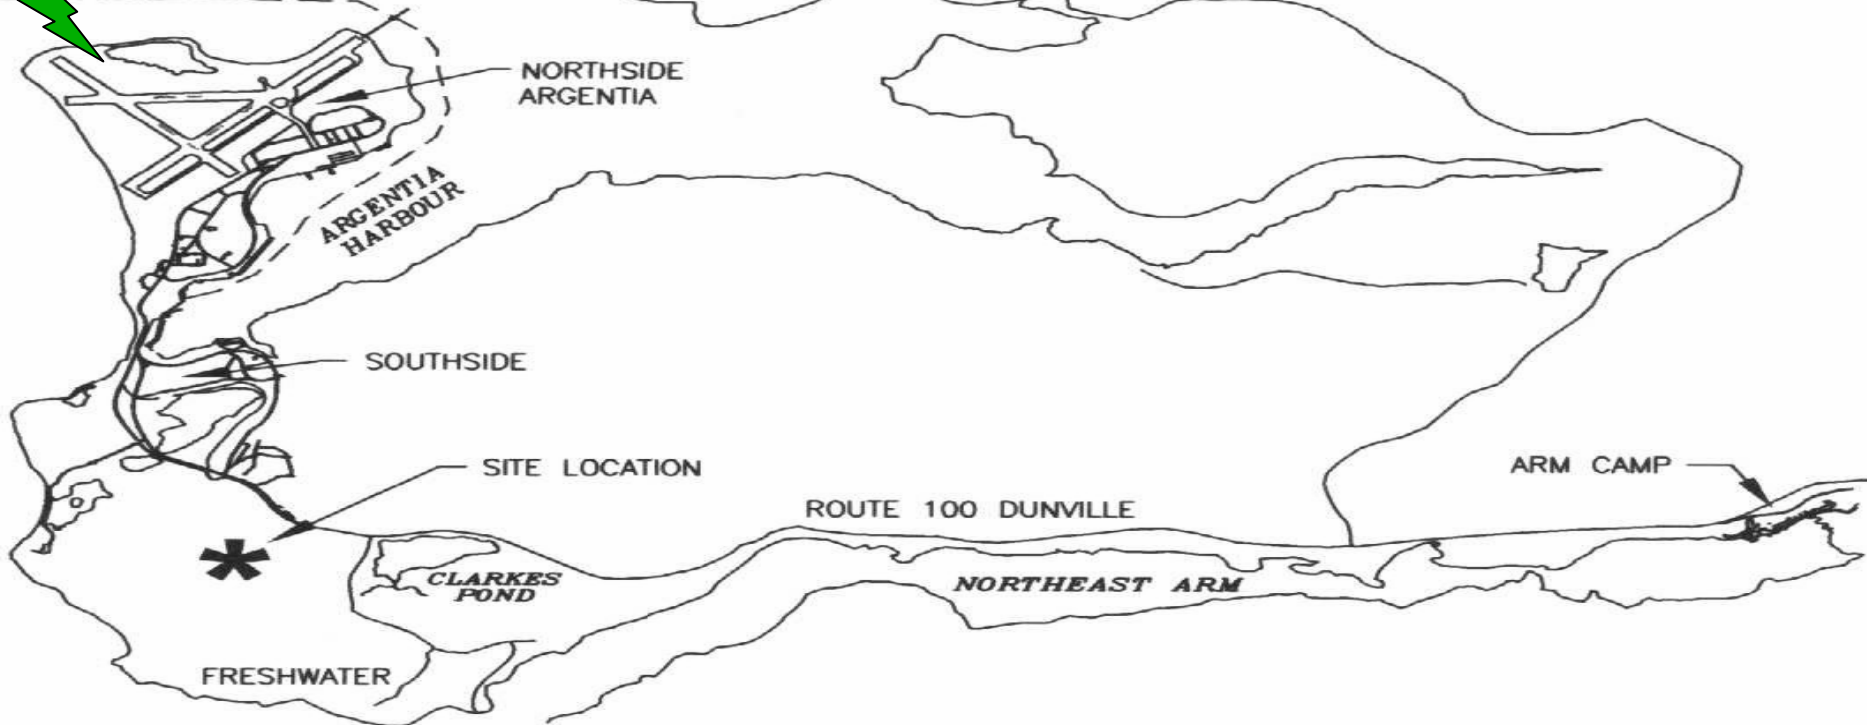 NORTHSIDE
ARGENTIA
ARGENTIA
HARBOUR
SOUTHSIDE
SITE LOCATION
ARM CAMP
ROUTE 100 DUNVILLE
CLARKES
POND
NORTHEAST ARM
FRESHWATER